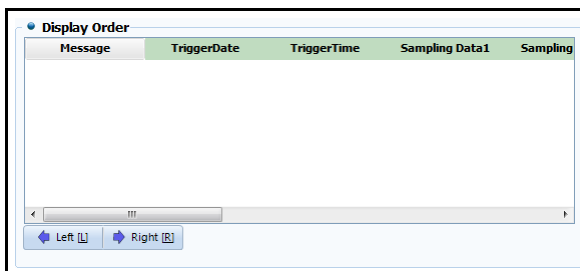 Display Order
Message TriggerDate TriggerTime Sampling Data1 Sampling
Left [L] Right [R]